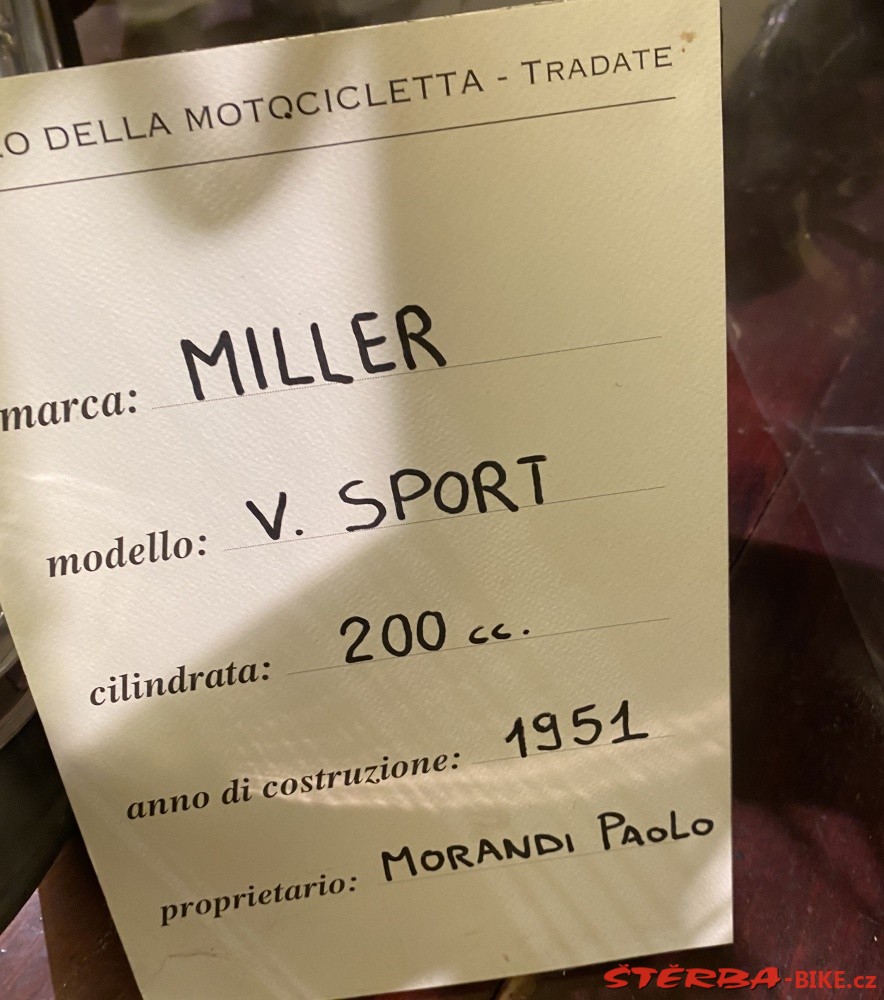 LO DELLA MOTOCICLETTA - TRADATE
marca: MILLER
modello: V. SPORT
cilindrata: 200 cc.
anno di costruzione: 1951
proprietario: MORANDI PAOLO
ŠTĚRBA-BIKE.cz